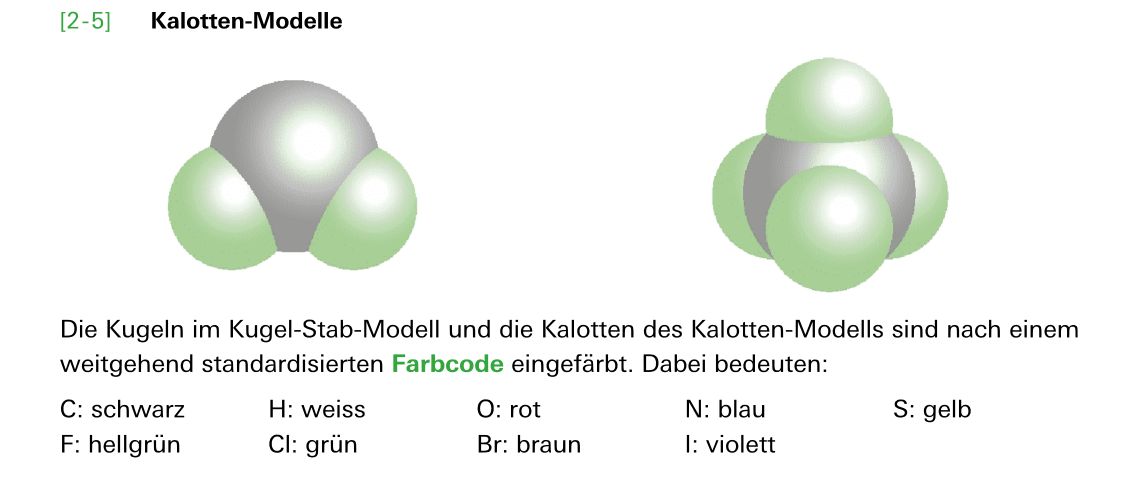 [2-5] Kalotten-Modelle
Die Kugeln im Kugel-Stab-Modell und die Kalotten des Kalotten-Modells sind nach einem
weitgehend standardisierten Farbcode eingefärbt. Dabei bedeuten:
C: schwarz H: weiss O: rot N: blau S: gelb
F: hellgrün Cl: grün Br: braun I: violett